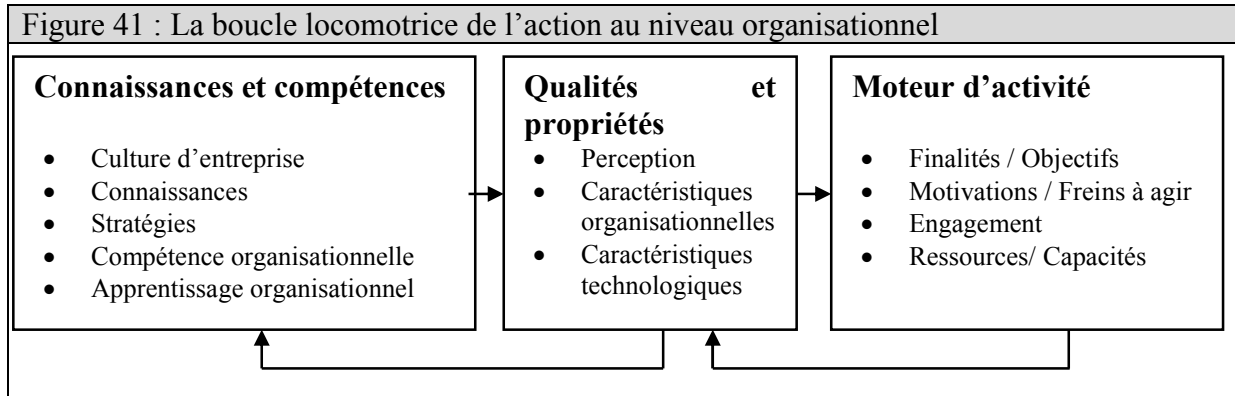 Figure 41 : La boucle locomotrice de l’action au niveau organisationnel
Connaissances et compétences
• Culture d’entreprise
• Connaissances
• Stratégies
• Compétence organisationnelle
• Apprentissage organisationnel
Qualités et
propriétés
• Perception
• Caractéristiques
organisationnelles
• Caractéristiques
technologiques
Moteur d’activité
• Finalités / Objectifs
• Motivations / Freins à agir
• Engagement
• Ressources/ Capacités